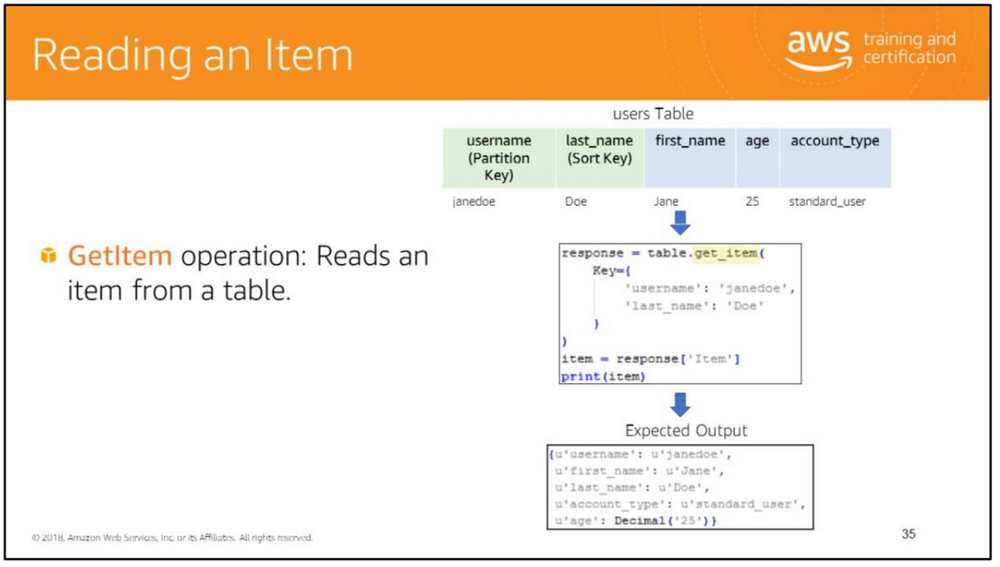 Reading an Item
aws training and
certification
users Table
username (Partition Key) last_name (Sort Key) first_name age account_type
janedoe Doe Jane 25 standard_user
GetItem operation: Reads an
item from a table.
response = table.get_item(
    Key={
        'username': 'janedoe',
        'last_name': 'Doe'
    }
)
item = response['Item']
print(item)
Expected Output
{u'username': u'janedoe',
u'first_name': u'Jane',
u'last_name': u'Doe',
u'account_type': u'standard_user',
u'age': Decimal('25')}
© 2018, Amazon Web Services, Inc. or its Affiliates. All rights reserved.
35